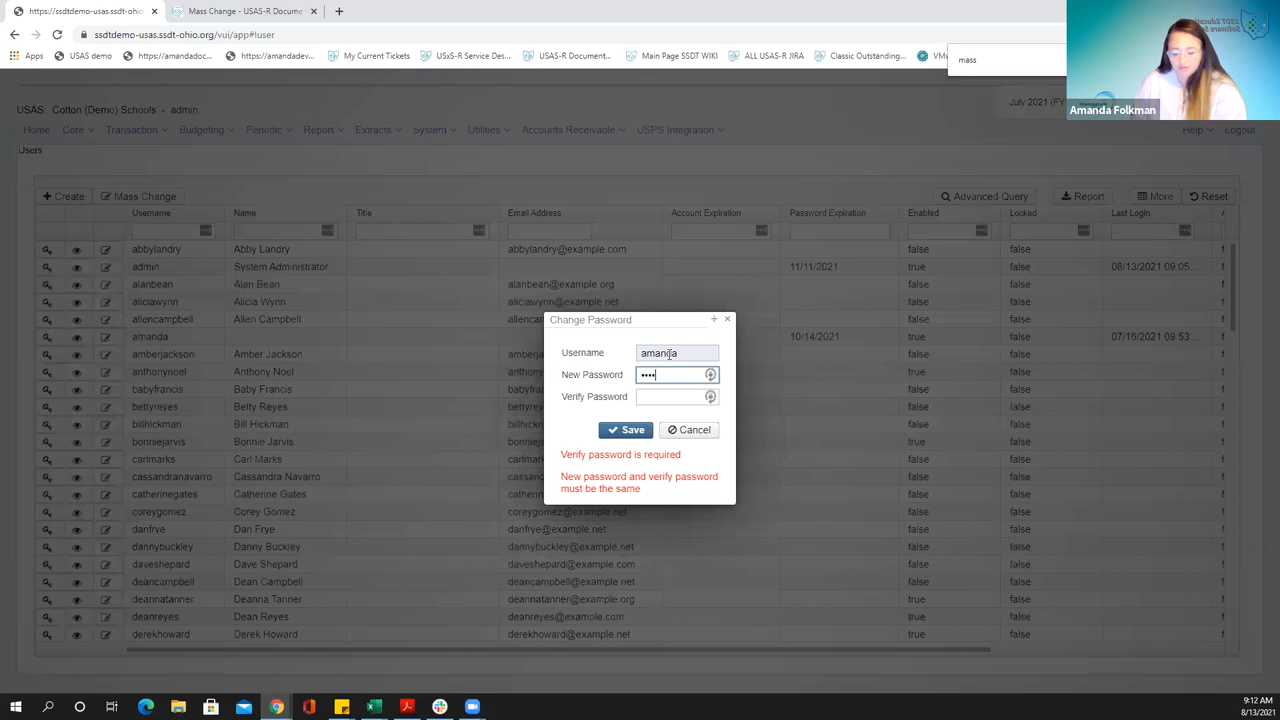 https://ssdtdemo-usas.ssdt-ohio.org
Mass Change - USAS-R Docume
ssdtdemo-usas.ssdt-ohio.org/vui/app#user
Apps USAS demo https://amandadoc... https://amandadev... My Current Tickets USxS-R Service Des... USAS-R Document... Main Page SSDT WIKI ALL USAS-R JIRA Classic Outstanding...
mass
Amanda Folkman
USAS: Cotton (Demo) Schools - admin
July 2021 (FY
Home Core Transaction Budgeting Periodic Report Extracts System Utilities Accounts Receivable USPS Integration Help Logout
Users
Create Mass Change Advanced Query Report More Reset
Username Name Title Email Address Account Expiration Password Expiration Enabled Locked Last Login
abbylandry Abby Landry abbylandry@example.com false false
admin System Administrator 11/11/2021 true false 08/13/2021 09:05:...
alanbean Alan Bean alanbean@example.org false false
aliciawynn Alicia Wynn aliciawynn@example.net false false
allencampbell Allen Campbell false false
amanda 10/14/2021 true false 07/16/2021 09:53...
amberjackson Amber Jackson false false
anthonynoel Anthony Noel true false
babyfrancis Baby Francis false false
bettyreyes Betty Reyes false false
billhickman Bill Hickman false false
bonniejarvis Bonnie Jarvis true false
Carl Marks false false
cassandranavarro Cassandra Navarro false false
catherinegates Catherine Gates false false
coreygomez Corey Gomez false false
danfrye Dan Frye danfrye@example.net false false
dannybuckley Danny Buckley dannybuckley@example.net false false
daveshepard Dave Shepard daveshepard@example.com false false
deancampbell Dean Campbell deancampbell@example.net false false
deannatanner Deanna Tanner deannatanner@example.org true false
deanreyes Dean Reyes deanreyes@example.com true false
derekhoward Derek Howard derekhoward@example.net false false
Change Password
Username amanda
New Password ••••
Verify Password
Save Cancel
Verify password is required
New password and verify password
must be the same
9:12 AM
8/13/2021